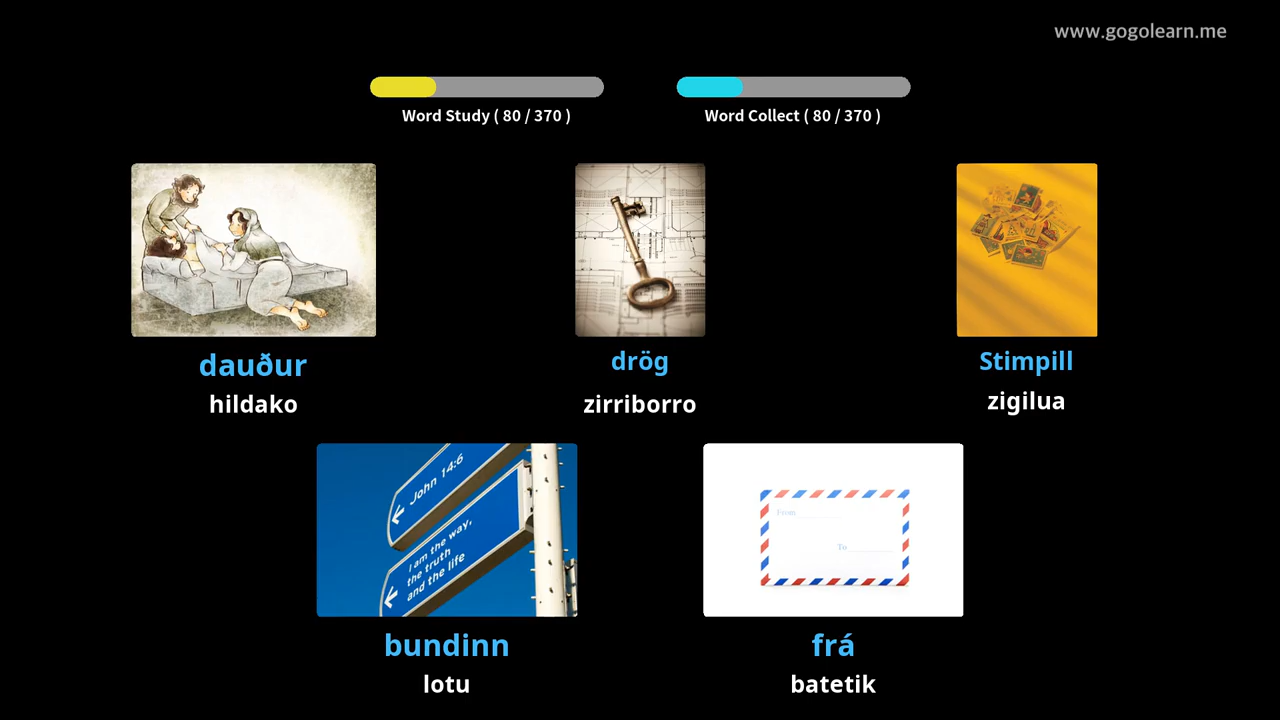 www.gogolearn.me
Word Study ( 80 / 370 )
Word Collect ( 80 / 370 )
dauður
hildako
drög
zirriborro
Stimpill
zigilua
John 14:6
I am the way,
the truth
and the life
bundinn
lotu
From
To
frá
batetik